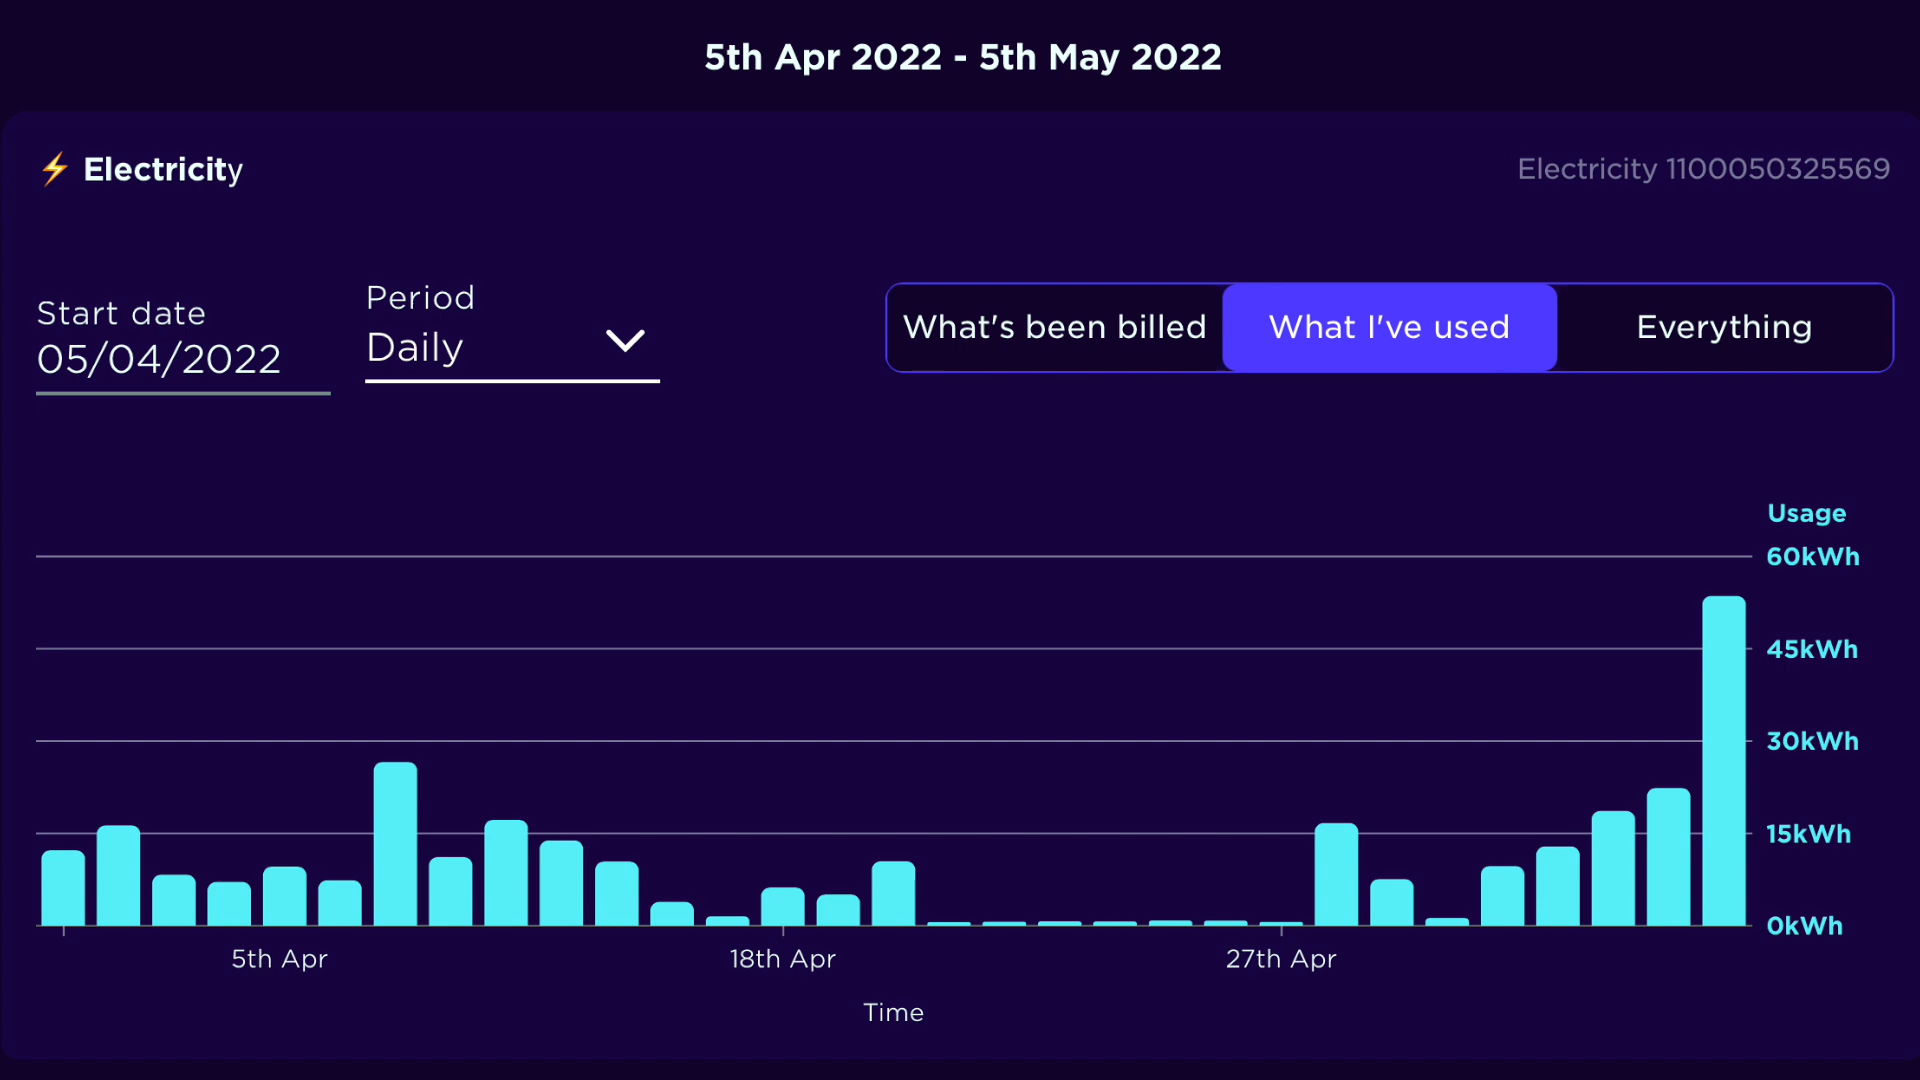 5th Apr 2022 - 5th May 2022
Electricity
Electricity 1100050325569
Start date
05/04/2022
Period
Daily
What's been billed
What I've used
Everything
Usage
60kWh
45kWh
30kWh
15kWh
0kWh
5th Apr
18th Apr
27th Apr
Time